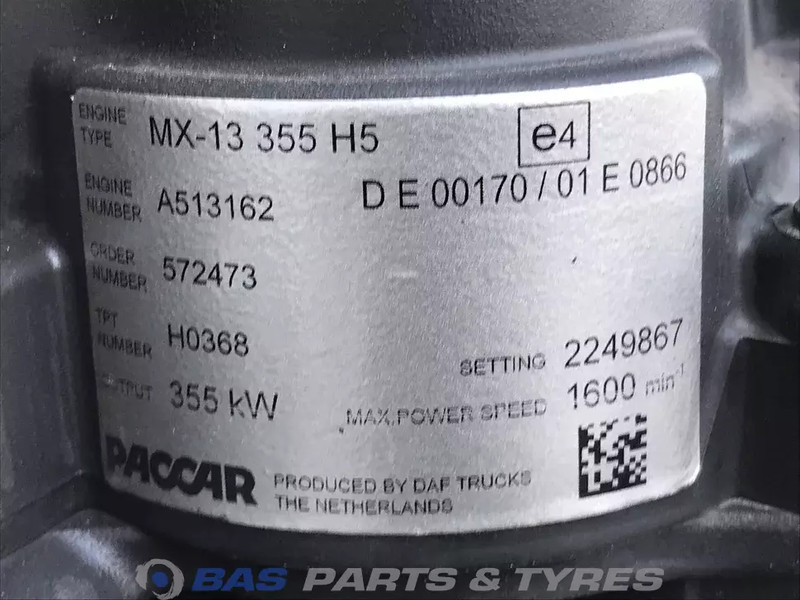 ENGINE TYPE MX-13 355 H5 e4
ENGINE NUMBER A513162 D E 00170 / 01 E 0866
ORDER NUMBER 572473
TPT NUMBER H0368
SETTING 2249867
OUTPUT 355 kW MAX.POWER SPEED 1600 min⁻¹
PACCAR PRODUCED BY DAF TRUCKS
THE NETHERLANDS
BAS PARTS & TYRES